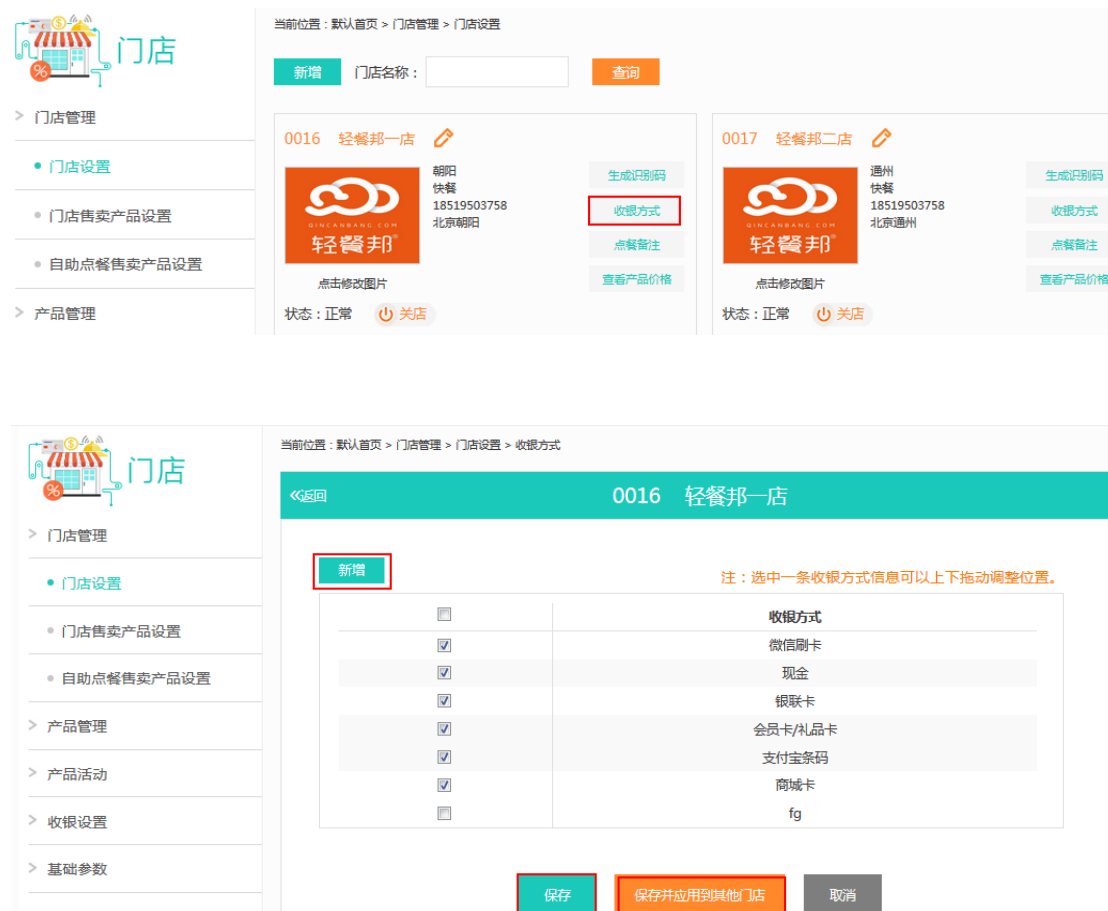 门店
当前位置：默认首页 > 门店管理 > 门店设置
新增 门店名称： 查询
> 门店管理
门店设置
门店售卖产品设置
自助点餐售卖产品设置
> 产品管理
0016 轻餐邦一店
朝阳
快餐
18519503758
北京朝阳
QINCANBANG.COM
轻餐邦®
点击修改图片
生成识别码
收银方式
点餐备注
查看产品价格
状态：正常 关店
0017 轻餐邦二店
通州
快餐
18519503758
北京通州
QINCANBANG.COM
轻餐邦®
点击修改图片
生成识别码
收银方式
点餐备注
查看产品价格
状态：正常 关店
门店
当前位置：默认首页 > 门店管理 > 门店设置 > 收银方式
《返回 0016 轻餐邦一店
> 门店管理
门店设置
门店售卖产品设置
自助点餐售卖产品设置
> 产品管理
> 产品活动
> 收银设置
> 基础参数
新增
注：选中一条收银方式信息可以上下拖动调整位置。
收银方式
微信刷卡
现金
银联卡
会员卡/礼品卡
支付宝条码
商城卡
fg
保存 保存并应用到其他门店 取消